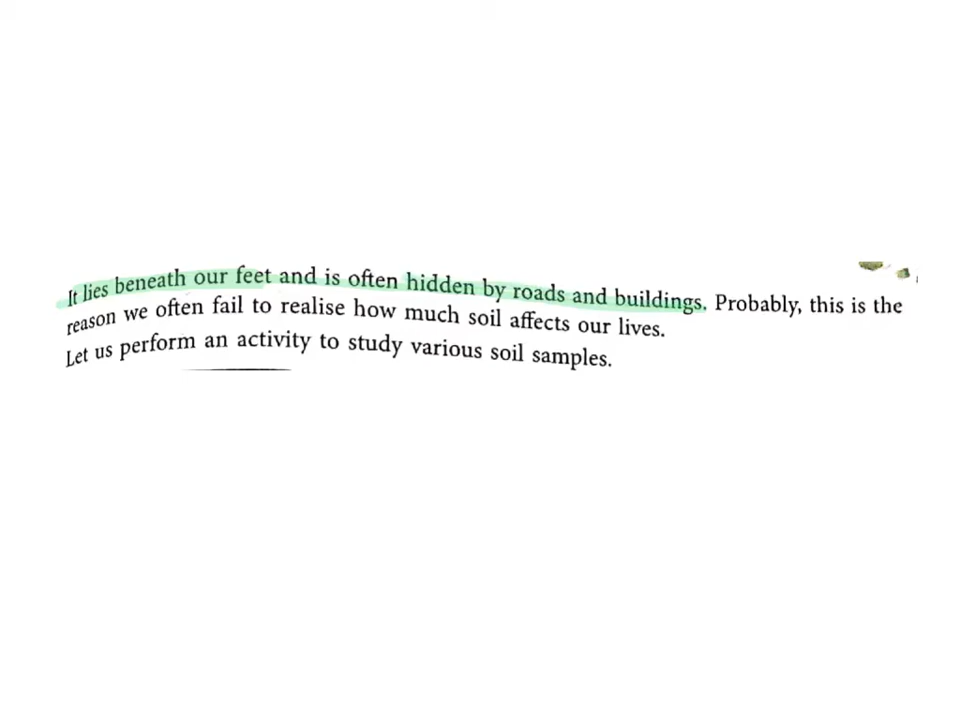 It lies beneath our feet and is often hidden by roads and buildings. Probably, this is the
reason we often fail to realise how much soil affects our lives.
Let us perform an activity to study various soil samples.